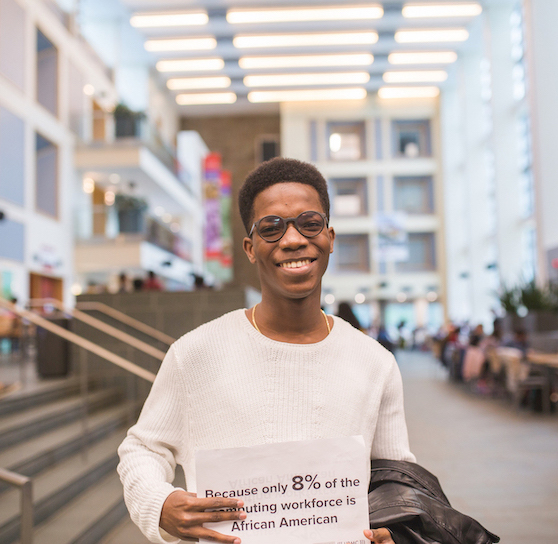 Because only 8% of the
computing workforce is
African American